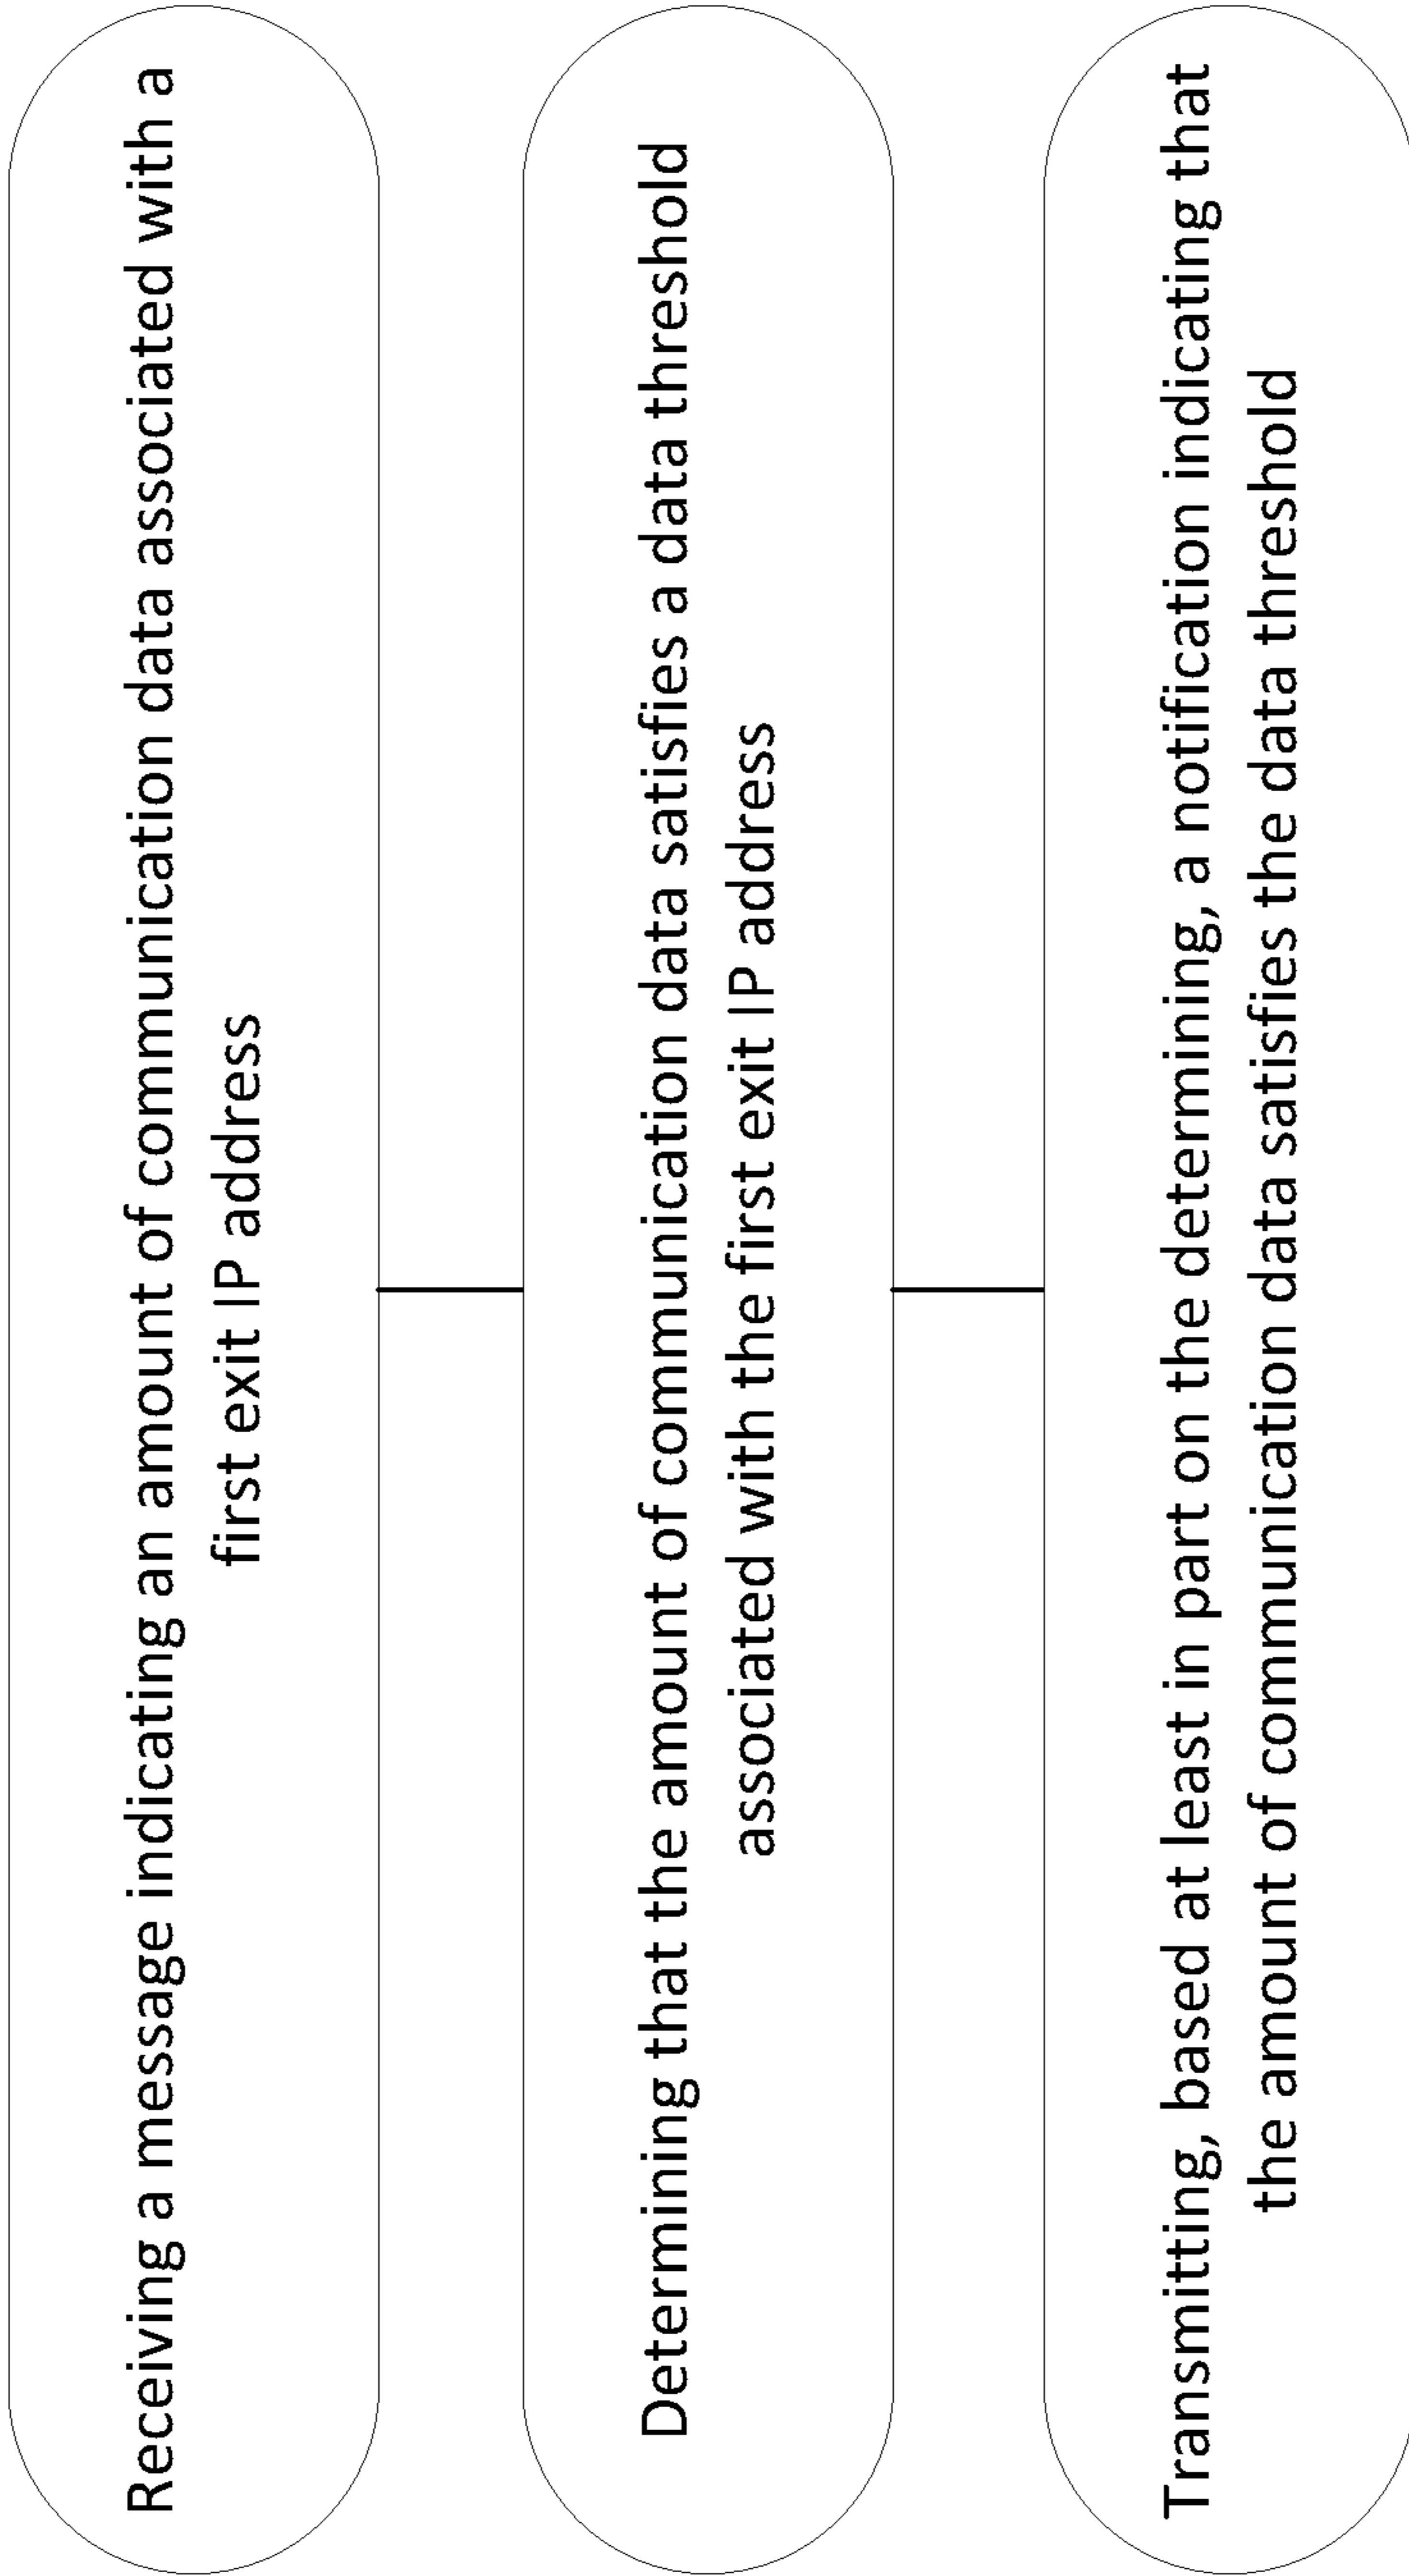 Receiving a message indicating an amount of communication data associated with a
first exit IP address
Determining that the amount of communication data satisfies a data threshold
associated with the first exit IP address
Transmitting, based at least in part on the determining, a notification indicating that
the amount of communication data satisfies the data threshold